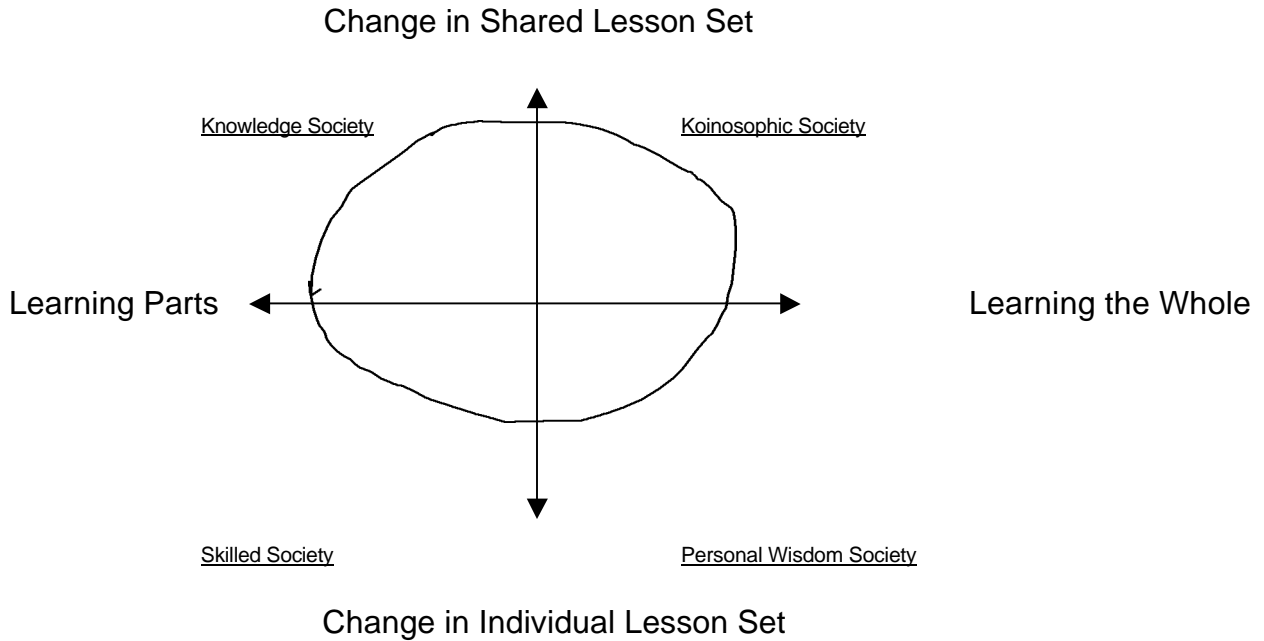 Change in Shared Lesson Set
Knowledge Society
Koinosophic Society
Learning Parts
Learning the Whole
Skilled Society
Personal Wisdom Society
Change in Individual Lesson Set